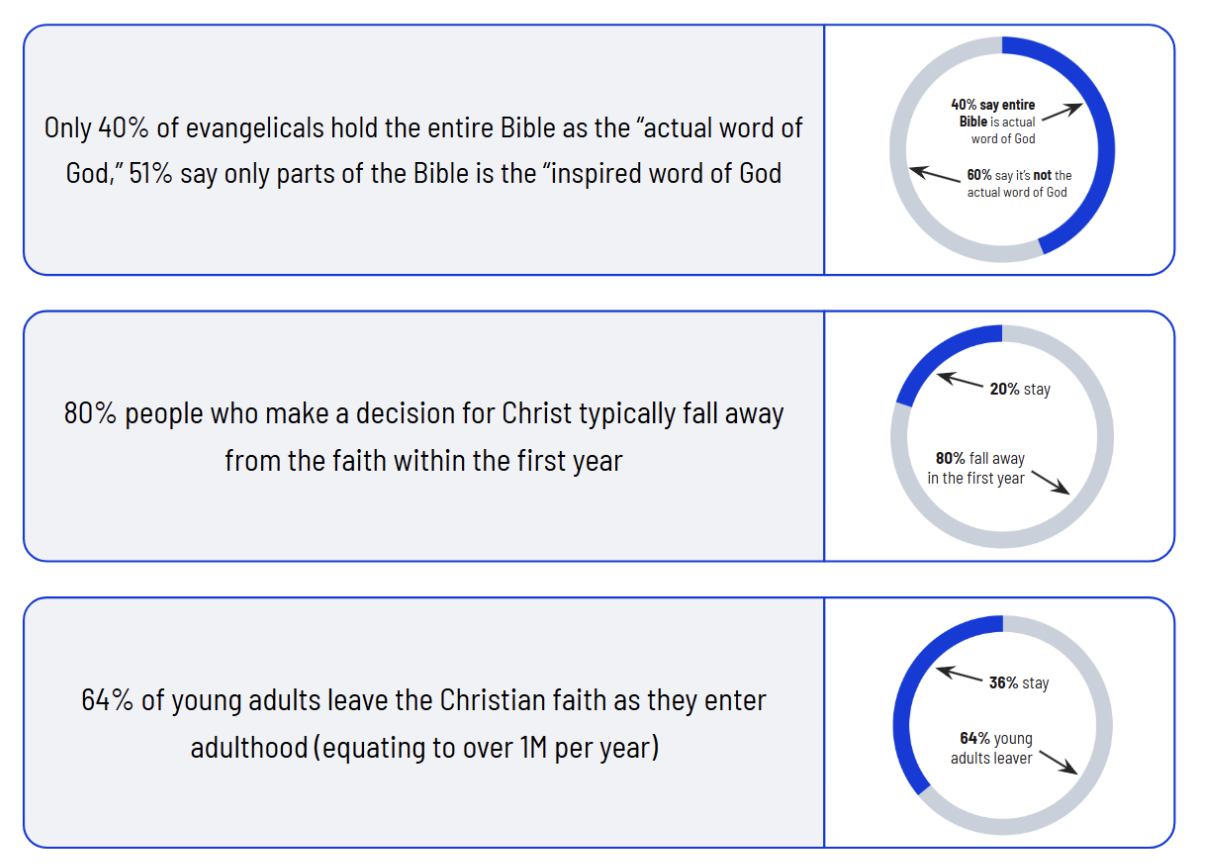 Only 40% of evangelicals hold the entire Bible as the “actual word of
God,” 51% say only parts of the Bible is the “inspired word of God
40% say entire
Bible is actual
word of God
60% say it’s not the
actual word of God
80% people who make a decision for Christ typically fall away
from the faith within the first year
20% stay
80% fall away
in the first year
64% of young adults leave the Christian faith as they enter
adulthood (equating to over 1M per year)
36% stay
64% young
adults leaver